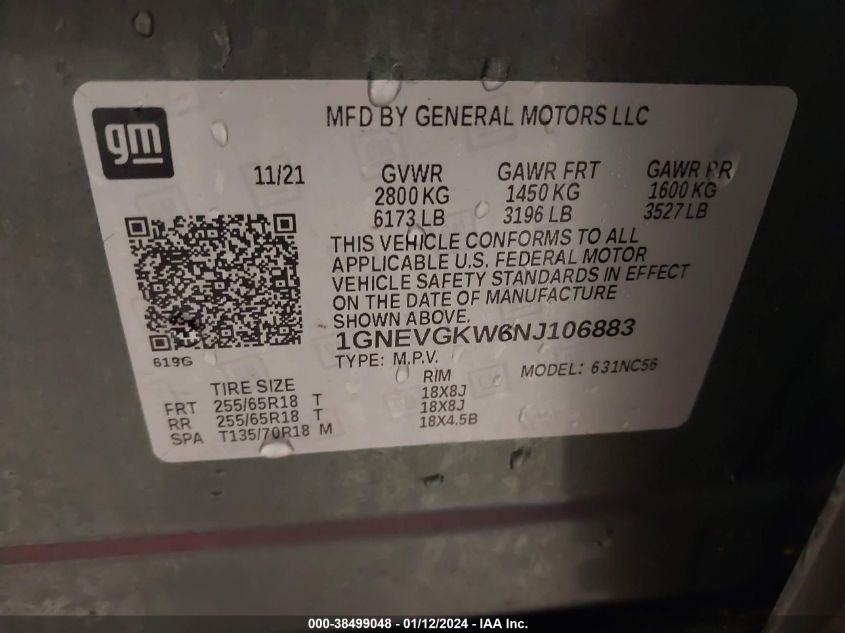 gm
MFD BY GENERAL MOTORS LLC
11/21 GVWR GAWR FRT GAWR RR
2800 KG 1450 KG 1600 KG
6173 LB 3196 LB 3527 LB
THIS VEHICLE CONFORMS TO ALL
APPLICABLE U.S. FEDERAL MOTOR
VEHICLE SAFETY STANDARDS IN EFFECT
ON THE DATE OF MANUFACTURE
SHOWN ABOVE.
1GNEVGKW6NJ106883
619G TYPE: M.P.V. MODEL: 631NC56
TIRE SIZE RIM
FRT 255/65R18 T 18X8J
RR 255/65R18 T 18X8J
SPA T135/70R18 M 18X4.5B
000-38499048 - 01/12/2024 - IAA Inc.